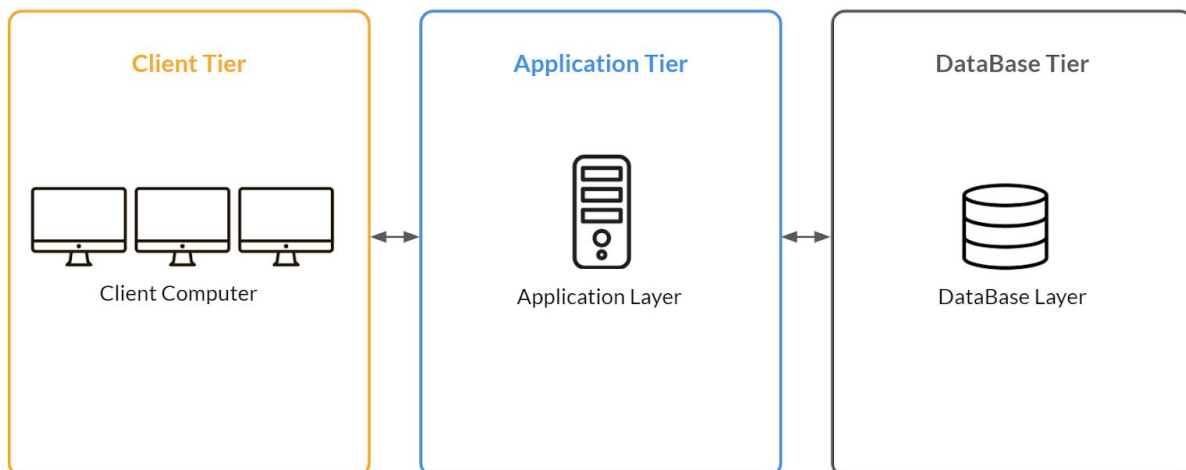 Client Tier
Application Tier
DataBase Tier
Client Computer
Application Layer
DataBase Layer